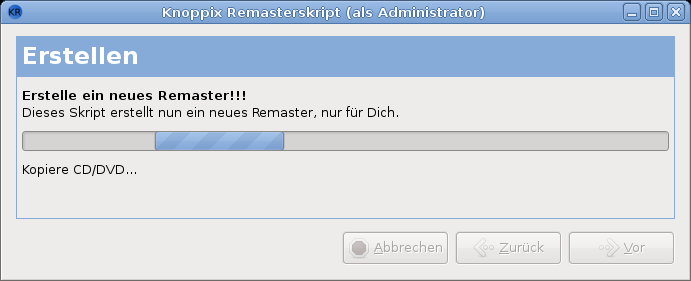 KR Knoppix Remasterskript (als Administrator)
Erstellen
Erstelle ein neues Remaster!!!
Dieses Skript erstellt nun ein neues Remaster, nur für Dich.
Kopiere CD/DVD...
Abbrechen Zurück Vor